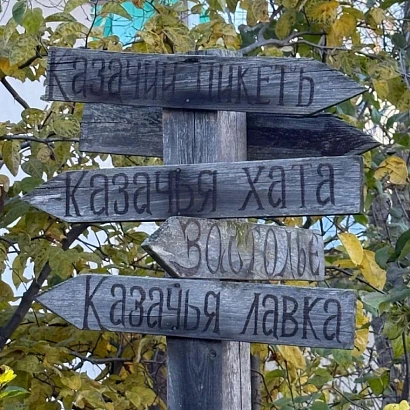 Казачий пикетъ
Казачья хата
Застолье
Казачья лавка